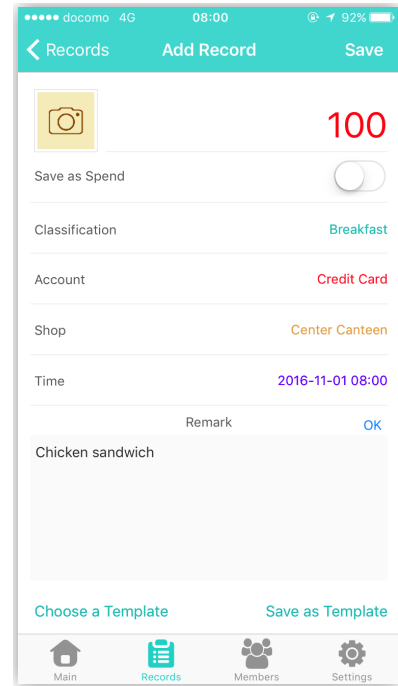 docomo 4G 08:00 92%
Records Add Record Save
100
Save as Spend
Classification Breakfast
Account Credit Card
Shop Center Canteen
Time 2016-11-01 08:00
Remark OK
Chicken sandwich
Choose a Template Save as Template
Main Records Members Settings